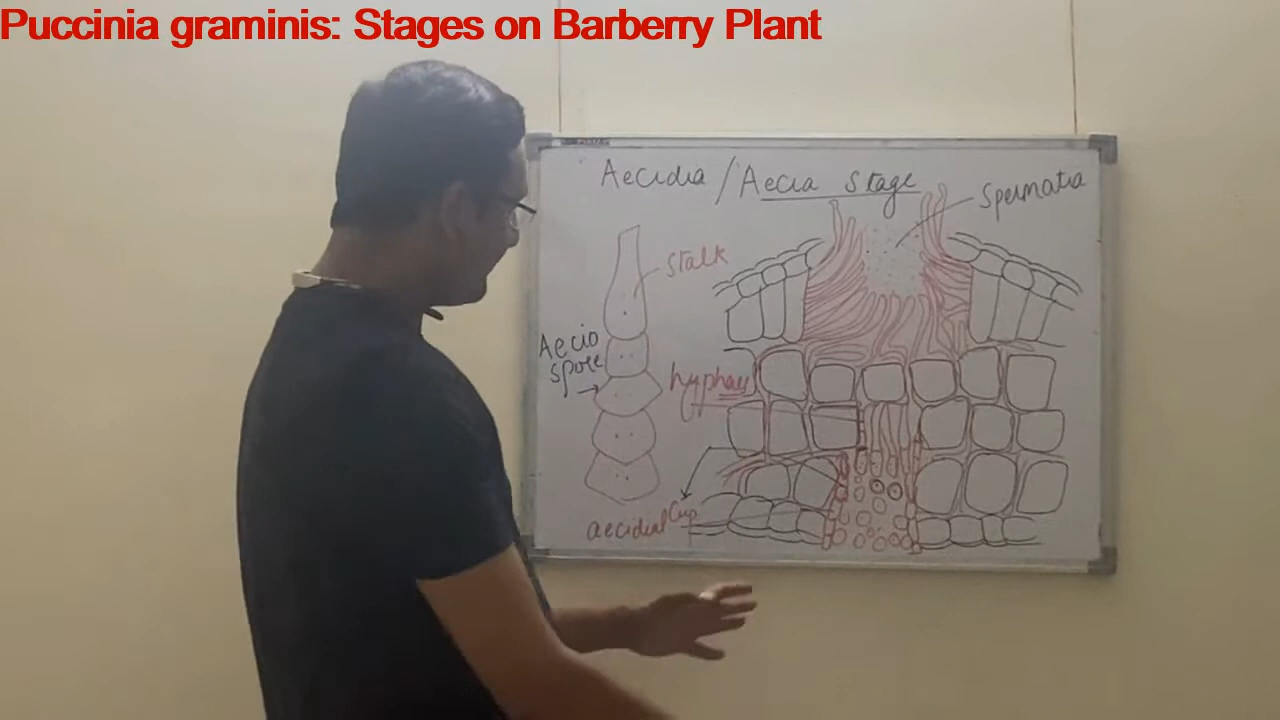 Puccinia graminis: Stages on Barberry Plant
Aecidia / Aecia Stage
Spermatia
Stalk
Aecio
spore
hyphae
aecidial Cup